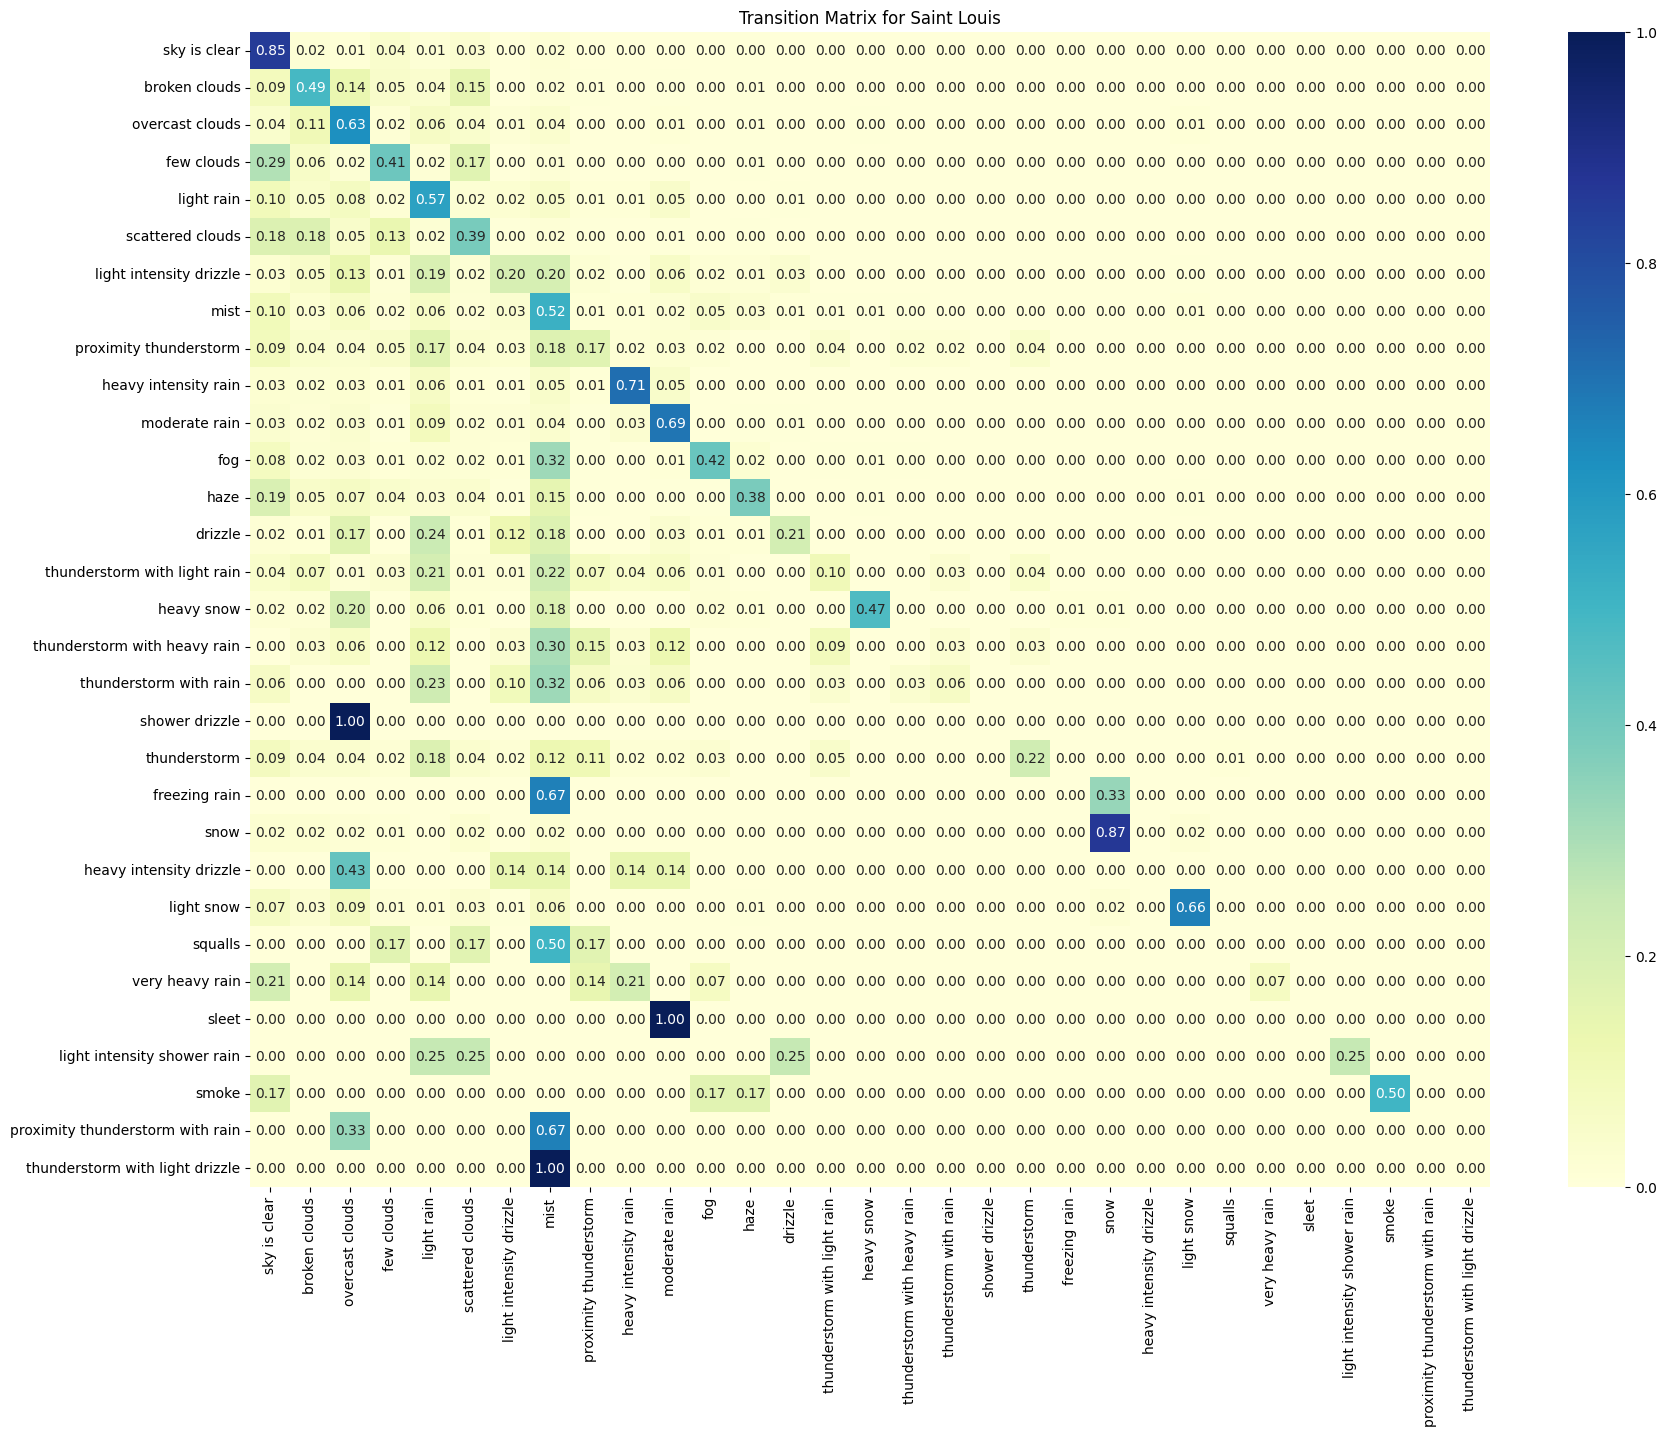 Transition Matrix for Saint Louis
sky is clear 0.85 0.02 0.01 0.04 0.01 0.03 0.00 0.02 0.00 0.00 0.00 0.00 0.00 0.00 0.00 0.00 0.00 0.00 0.00 0.00 0.00 0.00 0.00 0.00 0.00 0.00 0.00 0.00 0.00 0.00 0.00
broken clouds 0.09 0.49 0.14 0.05 0.04 0.15 0.00 0.02 0.01 0.00 0.00 0.00 0.01 0.00 0.00 0.00 0.00 0.00 0.00 0.00 0.00 0.00 0.00 0.00 0.00 0.00 0.00 0.00 0.00 0.00 0.00
overcast clouds 0.04 0.11 0.63 0.02 0.06 0.04 0.01 0.04 0.00 0.00 0.01 0.00 0.01 0.00 0.00 0.00 0.00 0.00 0.00 0.00 0.00 0.00 0.00 0.01 0.00 0.00 0.00 0.00 0.00 0.00 0.00
few clouds 0.29 0.06 0.02 0.41 0.02 0.17 0.00 0.01 0.00 0.00 0.00 0.00 0.01 0.00 0.00 0.00 0.00 0.00 0.00 0.00 0.00 0.00 0.00 0.00 0.00 0.00 0.00 0.00 0.00 0.00 0.00
light rain 0.10 0.05 0.08 0.02 0.57 0.02 0.02 0.05 0.01 0.01 0.05 0.00 0.00 0.01 0.00 0.00 0.00 0.00 0.00 0.00 0.00 0.00 0.00 0.00 0.00 0.00 0.00 0.00 0.00 0.00 0.00
scattered clouds 0.18 0.18 0.05 0.13 0.02 0.39 0.00 0.02 0.00 0.00 0.01 0.00 0.00 0.00 0.00 0.00 0.00 0.00 0.00 0.00 0.00 0.00 0.00 0.00 0.00 0.00 0.00 0.00 0.00 0.00 0.00
light intensity drizzle 0.03 0.05 0.13 0.01 0.19 0.02 0.20 0.20 0.02 0.00 0.06 0.02 0.01 0.03 0.00 0.00 0.00 0.00 0.00 0.00 0.00 0.00 0.00 0.00 0.00 0.00 0.00 0.00 0.00 0.00 0.00
mist 0.10 0.03 0.06 0.02 0.06 0.02 0.03 0.52 0.01 0.01 0.02 0.05 0.03 0.01 0.01 0.01 0.00 0.00 0.00 0.00 0.00 0.00 0.00 0.01 0.00 0.00 0.00 0.00 0.00 0.00 0.00
proximity thunderstorm 0.09 0.04 0.04 0.05 0.17 0.04 0.03 0.18 0.17 0.02 0.03 0.02 0.00 0.00 0.04 0.00 0.02 0.02 0.00 0.04 0.00 0.00 0.00 0.00 0.00 0.00 0.00 0.00 0.00 0.00 0.00
heavy intensity rain 0.03 0.02 0.03 0.01 0.06 0.01 0.01 0.05 0.01 0.71 0.05 0.00 0.00 0.00 0.00 0.00 0.00 0.00 0.00 0.00 0.00 0.00 0.00 0.00 0.00 0.00 0.00 0.00 0.00 0.00 0.00
moderate rain 0.03 0.02 0.03 0.01 0.09 0.02 0.01 0.04 0.00 0.03 0.69 0.00 0.00 0.01 0.00 0.00 0.00 0.00 0.00 0.00 0.00 0.00 0.00 0.00 0.00 0.00 0.00 0.00 0.00 0.00 0.00
fog 0.08 0.02 0.03 0.01 0.02 0.02 0.01 0.32 0.00 0.00 0.01 0.42 0.02 0.00 0.00 0.01 0.00 0.00 0.00 0.00 0.00 0.00 0.00 0.00 0.00 0.00 0.00 0.00 0.00 0.00 0.00
haze 0.19 0.05 0.07 0.04 0.03 0.04 0.01 0.15 0.00 0.00 0.00 0.00 0.38 0.00 0.00 0.01 0.00 0.00 0.00 0.00 0.00 0.00 0.00 0.01 0.00 0.00 0.00 0.00 0.00 0.00 0.00
drizzle 0.02 0.01 0.17 0.00 0.24 0.01 0.12 0.18 0.00 0.00 0.03 0.01 0.01 0.21 0.00 0.00 0.00 0.00 0.00 0.00 0.00 0.00 0.00 0.00 0.00 0.00 0.00 0.00 0.00 0.00 0.00
thunderstorm with light rain 0.04 0.07 0.01 0.03 0.21 0.01 0.01 0.22 0.07 0.04 0.06 0.01 0.00 0.00 0.10 0.00 0.00 0.03 0.00 0.04 0.00 0.00 0.00 0.00 0.00 0.00 0.00 0.00 0.00 0.00 0.00
heavy snow 0.02 0.02 0.20 0.00 0.06 0.01 0.00 0.18 0.00 0.00 0.00 0.02 0.01 0.00 0.00 0.47 0.00 0.00 0.00 0.00 0.01 0.01 0.00 0.00 0.00 0.00 0.00 0.00 0.00 0.00 0.00
thunderstorm with heavy rain 0.00 0.03 0.06 0.00 0.12 0.00 0.03 0.30 0.15 0.03 0.12 0.00 0.00 0.00 0.09 0.00 0.00 0.03 0.00 0.03 0.00 0.00 0.00 0.00 0.00 0.00 0.00 0.00 0.00 0.00 0.00
thunderstorm with rain 0.06 0.00 0.00 0.00 0.23 0.00 0.10 0.32 0.06 0.03 0.06 0.00 0.00 0.00 0.03 0.00 0.03 0.06 0.00 0.00 0.00 0.00 0.00 0.00 0.00 0.00 0.00 0.00 0.00 0.00 0.00
shower drizzle 0.00 0.00 1.00 0.00 0.00 0.00 0.00 0.00 0.00 0.00 0.00 0.00 0.00 0.00 0.00 0.00 0.00 0.00 0.00 0.00 0.00 0.00 0.00 0.00 0.00 0.00 0.00 0.00 0.00 0.00 0.00
thunderstorm 0.09 0.04 0.04 0.02 0.18 0.04 0.02 0.12 0.11 0.02 0.02 0.03 0.00 0.00 0.05 0.00 0.00 0.00 0.00 0.22 0.00 0.00 0.00 0.00 0.01 0.00 0.00 0.00 0.00 0.00 0.00
freezing rain 0.00 0.00 0.00 0.00 0.00 0.00 0.00 0.67 0.00 0.00 0.00 0.00 0.00 0.00 0.00 0.00 0.00 0.00 0.00 0.00 0.00 0.33 0.00 0.00 0.00 0.00 0.00 0.00 0.00 0.00 0.00
snow 0.02 0.02 0.02 0.01 0.00 0.02 0.00 0.02 0.00 0.00 0.00 0.00 0.00 0.00 0.00 0.00 0.00 0.00 0.00 0.00 0.00 0.87 0.00 0.02 0.00 0.00 0.00 0.00 0.00 0.00 0.00
heavy intensity drizzle 0.00 0.00 0.43 0.00 0.00 0.00 0.14 0.14 0.00 0.14 0.14 0.00 0.00 0.00 0.00 0.00 0.00 0.00 0.00 0.00 0.00 0.00 0.00 0.00 0.00 0.00 0.00 0.00 0.00 0.00 0.00
light snow 0.07 0.03 0.09 0.01 0.01 0.03 0.01 0.06 0.00 0.00 0.00 0.00 0.01 0.00 0.00 0.00 0.00 0.00 0.00 0.00 0.00 0.02 0.00 0.66 0.00 0.00 0.00 0.00 0.00 0.00 0.00
squalls 0.00 0.00 0.00 0.17 0.00 0.17 0.00 0.50 0.17 0.00 0.00 0.00 0.00 0.00 0.00 0.00 0.00 0.00 0.00 0.00 0.00 0.00 0.00 0.00 0.00 0.00 0.00 0.00 0.00 0.00 0.00
very heavy rain 0.21 0.00 0.14 0.00 0.14 0.00 0.00 0.00 0.14 0.21 0.00 0.07 0.00 0.00 0.00 0.00 0.00 0.00 0.00 0.00 0.00 0.00 0.00 0.00 0.00 0.07 0.00 0.00 0.00 0.00 0.00
sleet 0.00 0.00 0.00 0.00 0.00 0.00 0.00 0.00 0.00 0.00 1.00 0.00 0.00 0.00 0.00 0.00 0.00 0.00 0.00 0.00 0.00 0.00 0.00 0.00 0.00 0.00 0.00 0.00 0.00 0.00 0.00
light intensity shower rain 0.00 0.00 0.00 0.00 0.25 0.25 0.00 0.00 0.00 0.00 0.00 0.00 0.00 0.25 0.00 0.00 0.00 0.00 0.00 0.00 0.00 0.00 0.00 0.00 0.00 0.00 0.00 0.25 0.00 0.00 0.00
smoke 0.17 0.00 0.00 0.00 0.00 0.00 0.00 0.00 0.00 0.00 0.00 0.17 0.17 0.00 0.00 0.00 0.00 0.00 0.00 0.00 0.00 0.00 0.00 0.00 0.00 0.00 0.00 0.00 0.50 0.00 0.00
proximity thunderstorm with rain 0.00 0.00 0.33 0.00 0.00 0.00 0.00 0.67 0.00 0.00 0.00 0.00 0.00 0.00 0.00 0.00 0.00 0.00 0.00 0.00 0.00 0.00 0.00 0.00 0.00 0.00 0.00 0.00 0.00 0.00 0.00
thunderstorm with light drizzle 0.00 0.00 0.00 0.00 0.00 0.00 0.00 1.00 0.00 0.00 0.00 0.00 0.00 0.00 0.00 0.00 0.00 0.00 0.00 0.00 0.00 0.00 0.00 0.00 0.00 0.00 0.00 0.00 0.00 0.00 0.00
sky is clear
broken clouds
overcast clouds
few clouds
light rain
scattered clouds
light intensity drizzle
mist
proximity thunderstorm
heavy intensity rain
moderate rain
fog
haze
drizzle
thunderstorm with light rain
heavy snow
thunderstorm with heavy rain
thunderstorm with rain
shower drizzle
thunderstorm
freezing rain
snow
heavy intensity drizzle
light snow
squalls
very heavy rain
sleet
light intensity shower rain
smoke
proximity thunderstorm with rain
thunderstorm with light drizzle
1.0
0.8
0.6
0.4
0.2
0.0